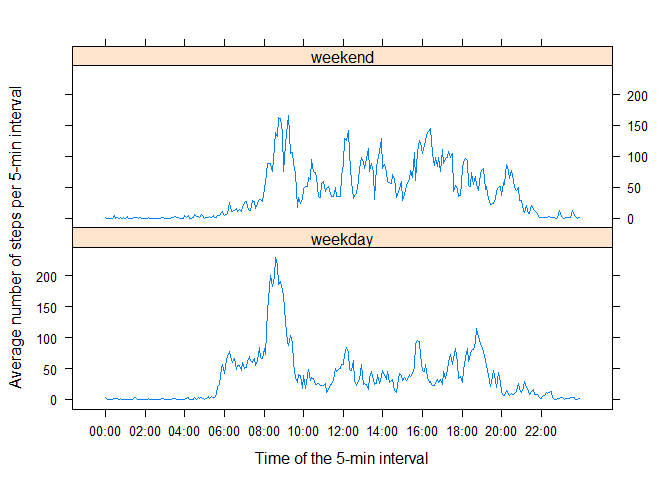 weekend
200
150
100
50
0
weekday
200
150
100
50
0
Average number of steps per 5-min interval
00:00 02:00 04:00 06:00 08:00 10:00 12:00 14:00 16:00 18:00 20:00 22:00
Time of the 5-min interval